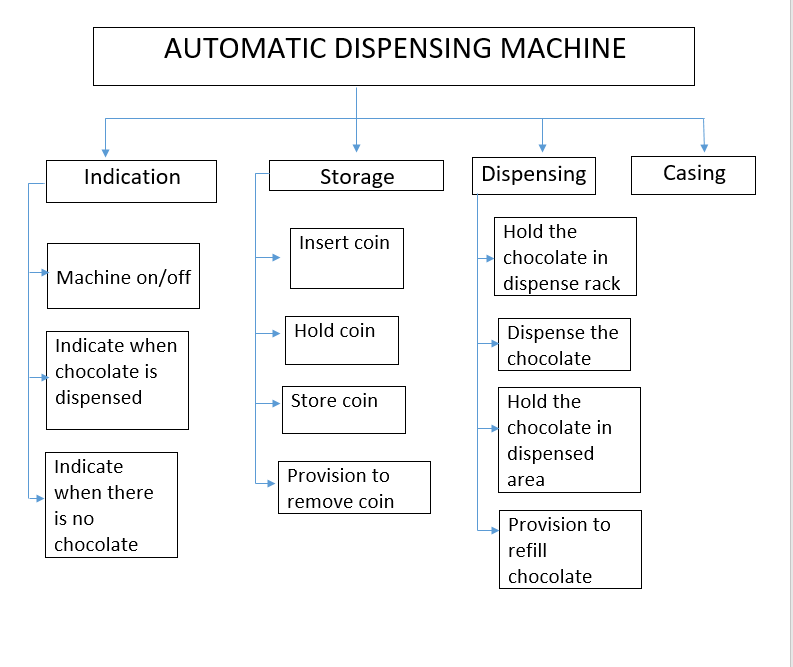 AUTOMATIC DISPENSING MACHINE
Indication
Storage
Dispensing
Casing
Machine on/off
Indicate when
chocolate is
dispensed
Indicate
when there
is no
chocolate
Insert coin
Hold coin
Store coin
Provision to
remove coin
Hold the
chocolate in
dispense rack
Dispense the
chocolate
Hold the
chocolate in
dispensed
area
Provision to
refill
chocolate